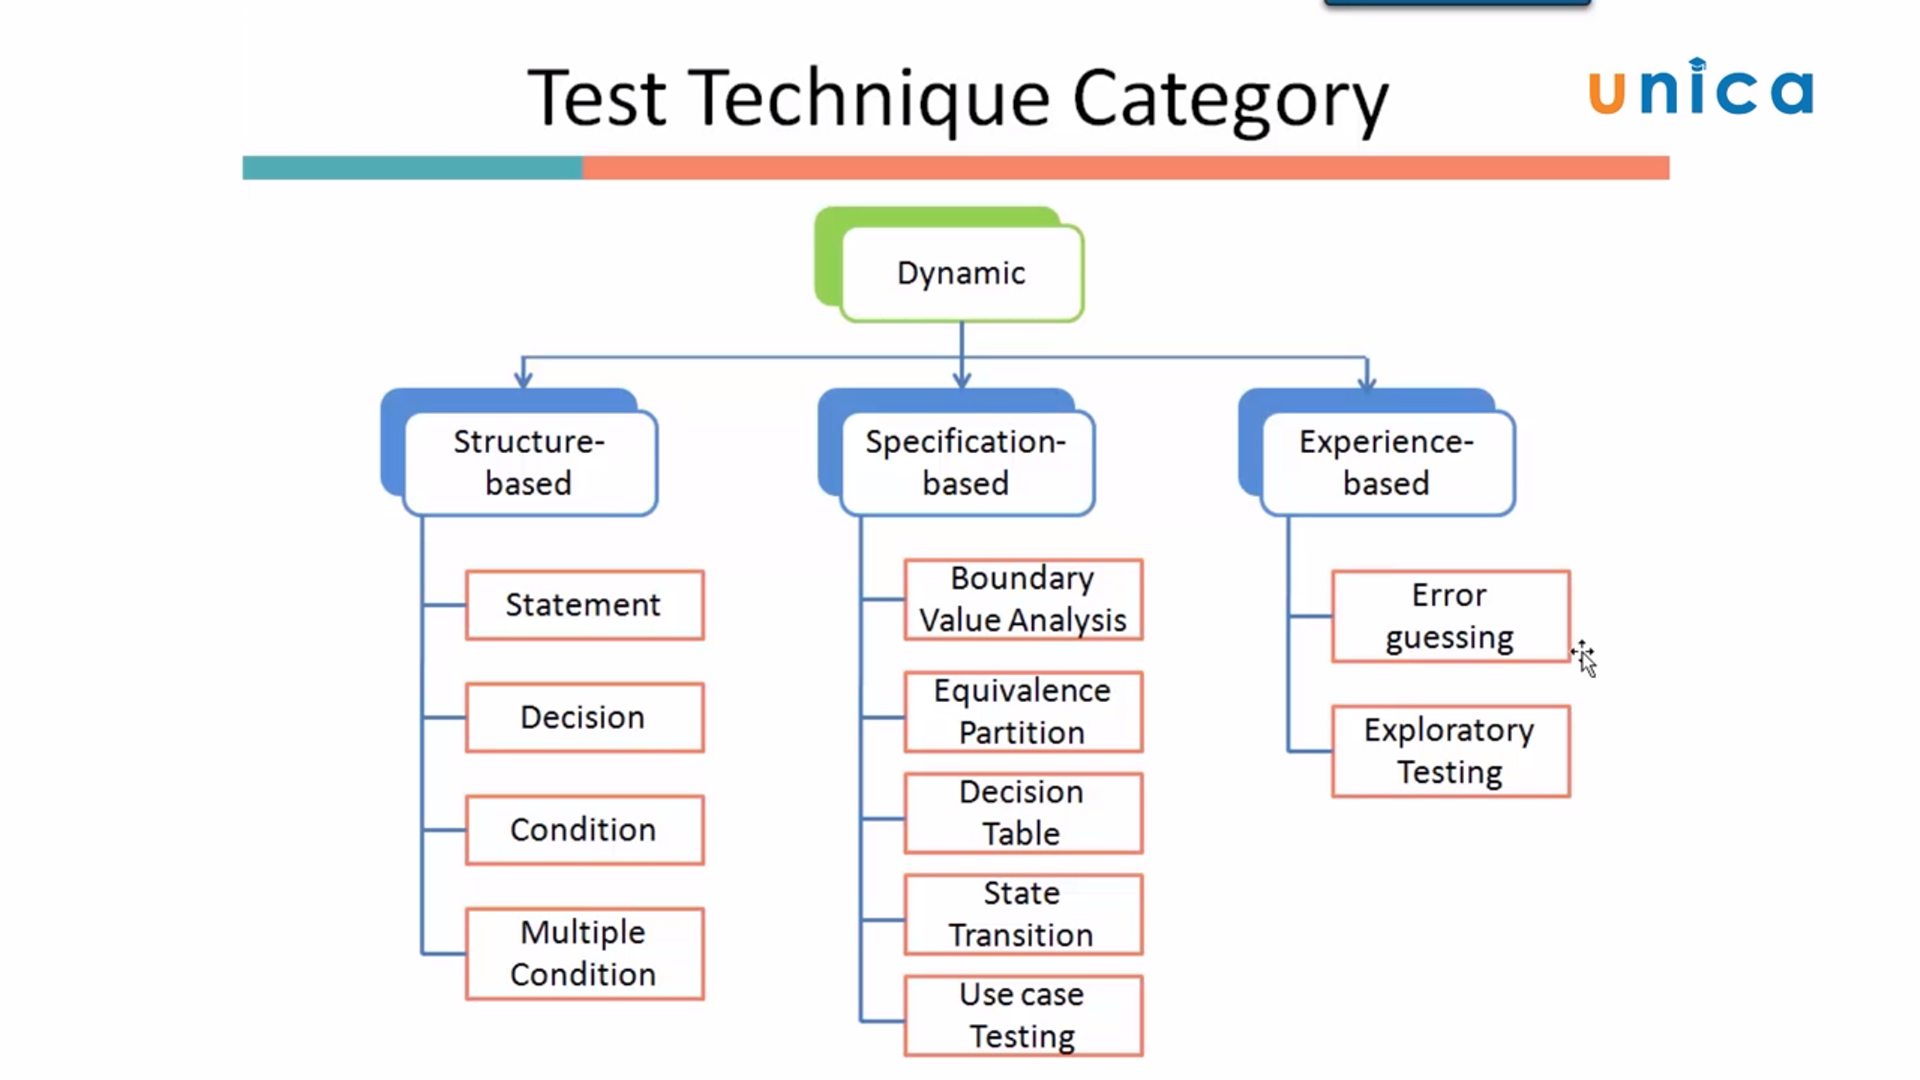 Test Technique Category
unica
Dynamic
Structure-
based
Statement
Decision
Condition
Multiple
Condition
Specification-
based
Boundary
Value Analysis
Equivalence
Partition
Decision
Table
State
Transition
Use case
Testing
Experience-
based
Error
guessing
Exploratory
Testing